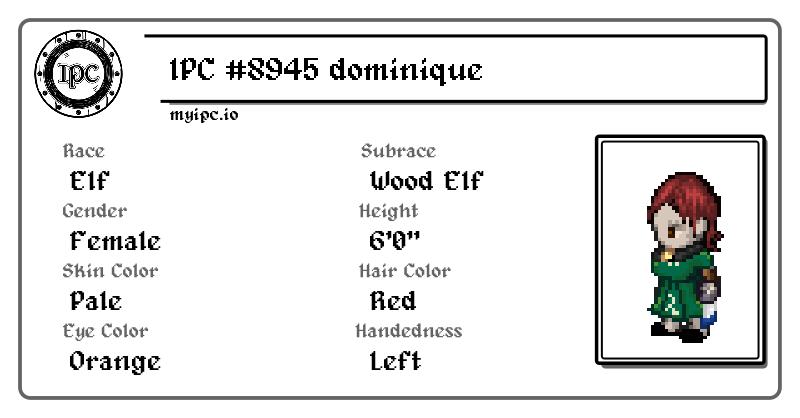 IPC
IPC #8945 dominique
myipc.io
Race
Elf
Subrace
Wood Elf
Gender
Female
Height
6'0"
Skin Color
Pale
Hair Color
Red
Eye Color
Orange
Handedness
Left